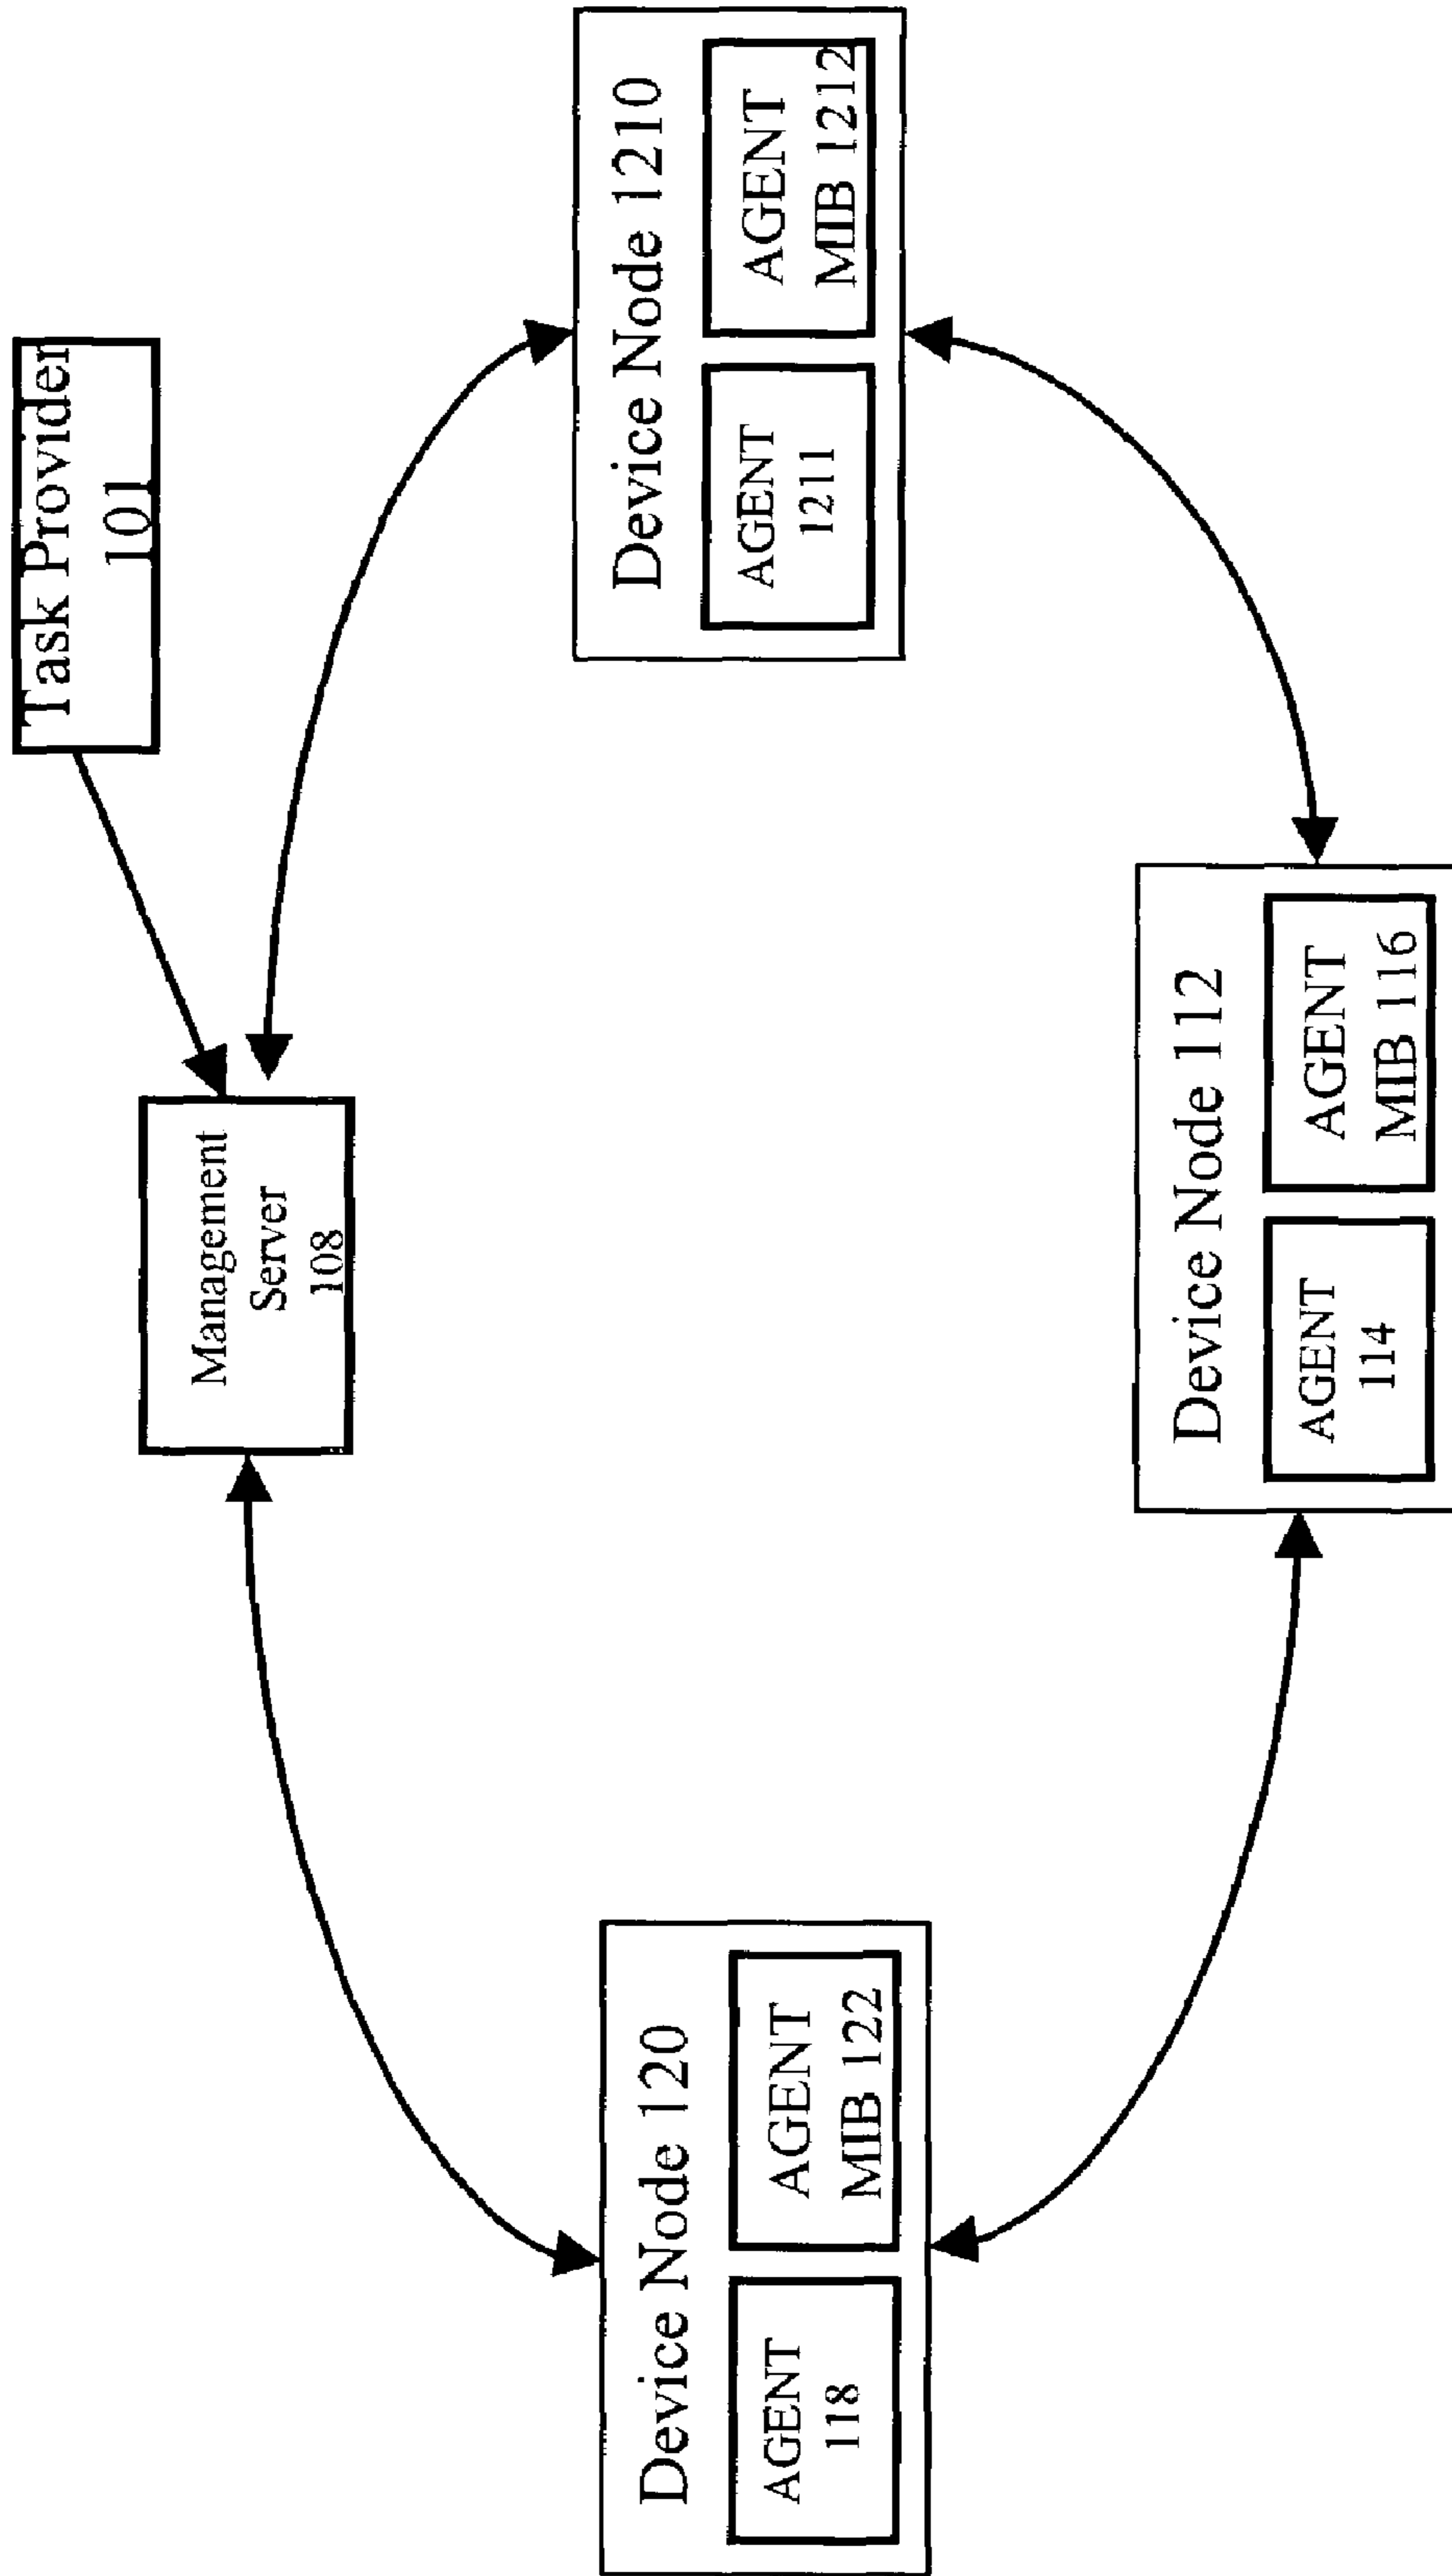 Task Provider
101
Management
Server
108
Device Node 120
AGENT
118
AGENT
MIB 122
Device Node 1210
AGENT
1211
AGENT
MIB 1212
Device Node 112
AGENT
114
AGENT
MIB 116